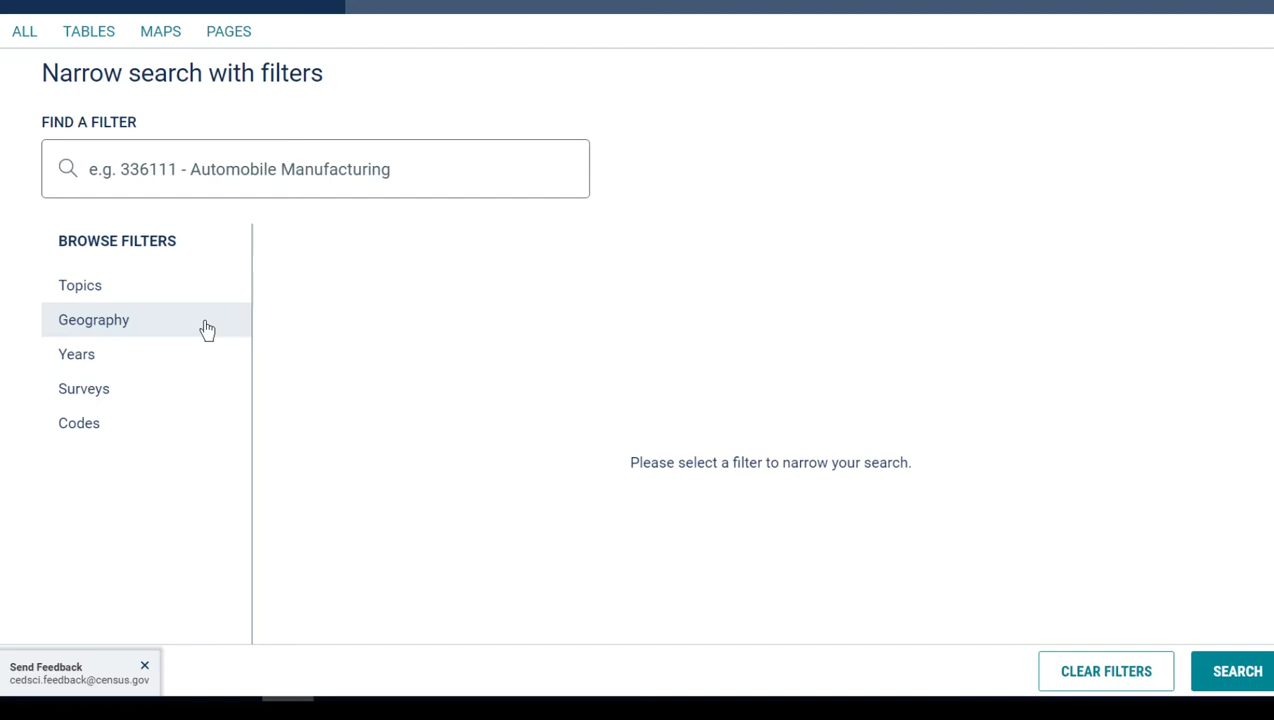 ALL TABLES MAPS PAGES
Narrow search with filters
FIND A FILTER
e.g. 336111 - Automobile Manufacturing
BROWSE FILTERS
Topics
Geography
Years
Surveys
Codes
Please select a filter to narrow your search.
Send Feedback
cedsci.feedback@census.gov
CLEAR FILTERS
SEARCH